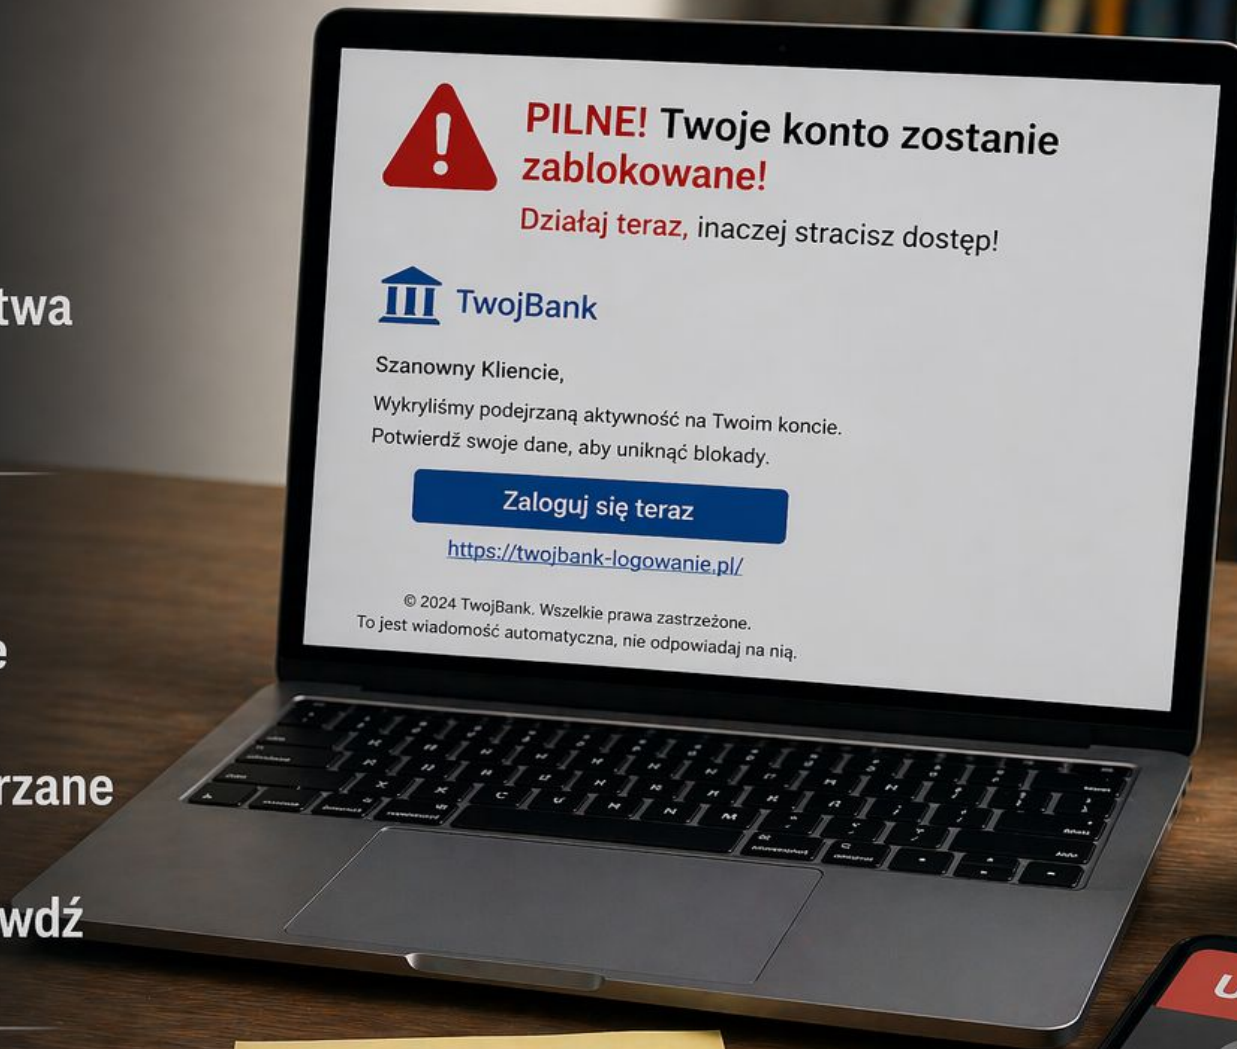 PILNE! Twoje konto zostanie
zablokowane!
Działaj teraz, inaczej stracisz dostęp!
TwojBank
Szanowny Kliencie,
Wykryliśmy podejrzaną aktywność na Twoim koncie.
Potwierdź swoje dane, aby uniknąć blokady.
Zaloguj się teraz
https://twojbank-logowanie.pl/
© 2024 TwojBank. Wszelkie prawa zastrzeżone.
To jest wiadomość automatyczna, nie odpowiadaj na nią.
twa
e
rzane
wdź
U